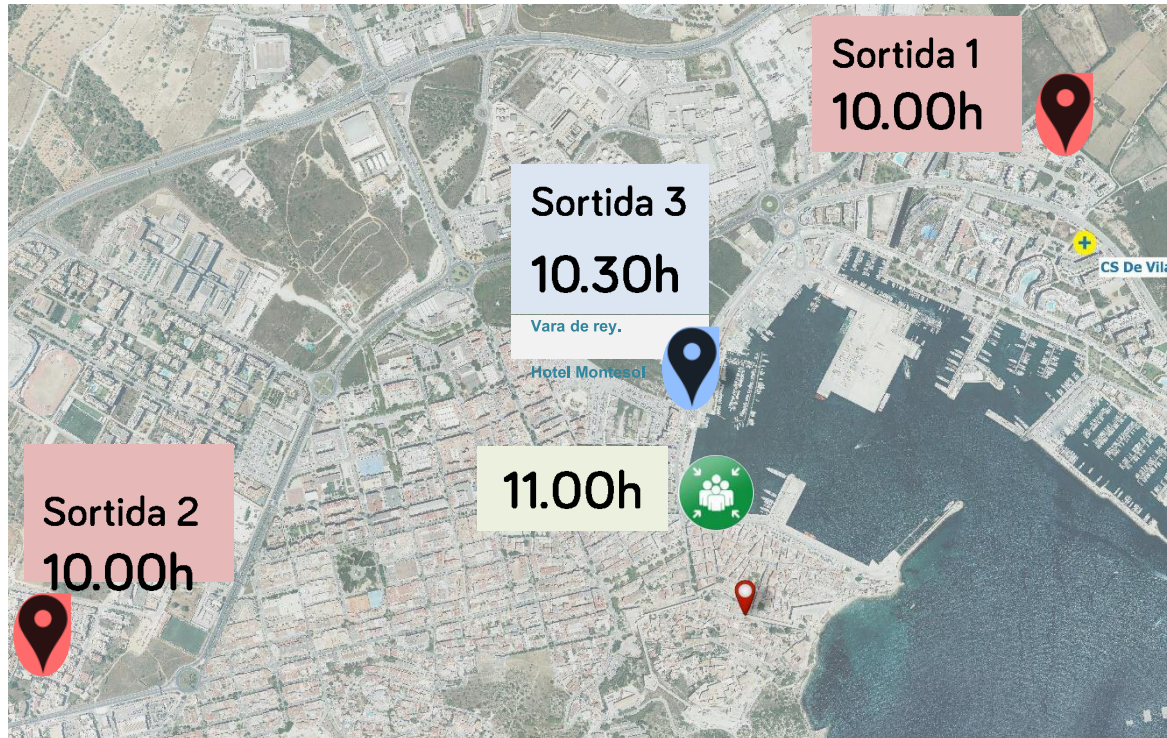 Sortida 1
10.00h
Sortida 3
10.30h
Vara de rey.
Hotel Montesol
CS De Vila
11.00h
Sortida 2
10.00h